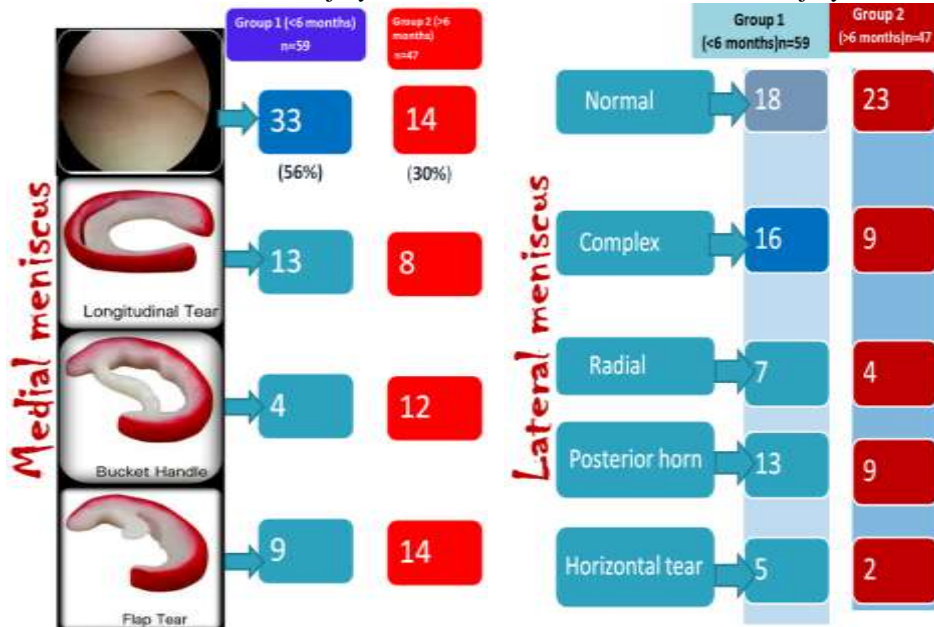 injury
injury
Group 1 (<6 months)
n=59
Group 2 (>6
months)
n=47
33
14
(56%)
(30%)
Medial meniscus
13
8
Longitudinal Tear
4
12
Bucket Handle
9
14
Flap Tear
Group 1
(<6 months)n=59
Group 2
(>6 months)n=47
Lateral meniscus
Normal
18
23
Complex
16
9
Radial
7
4
Posterior horn
13
9
Horizontal tear
5
2